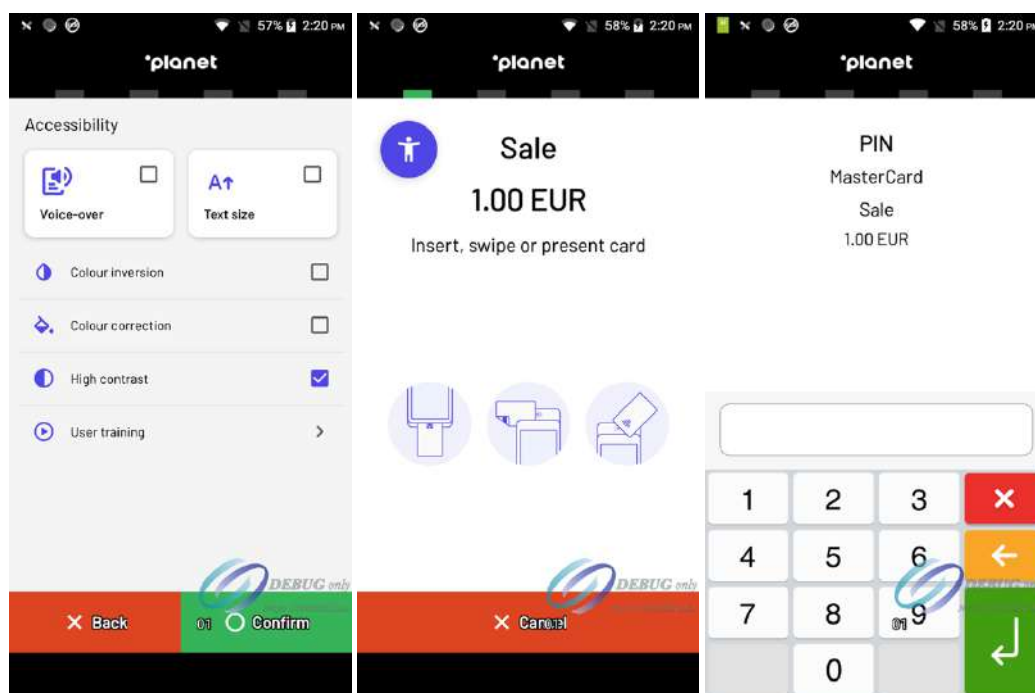 57% 2:20 PM
planet
Accessibility
Voice-over
A Text size
Colour inversion
Colour correction
High contrast
User training
DEBUG only
Back
01
Confirm
58% 2:20 PM
planet
Sale
1.00 EUR
Insert, swipe or present card
DEBUG only
Cancel
58% 2:20 PM
planet
PIN
MasterCard
Sale
1.00 EUR
1 2 3
4 5 6
7 8 9
01
0